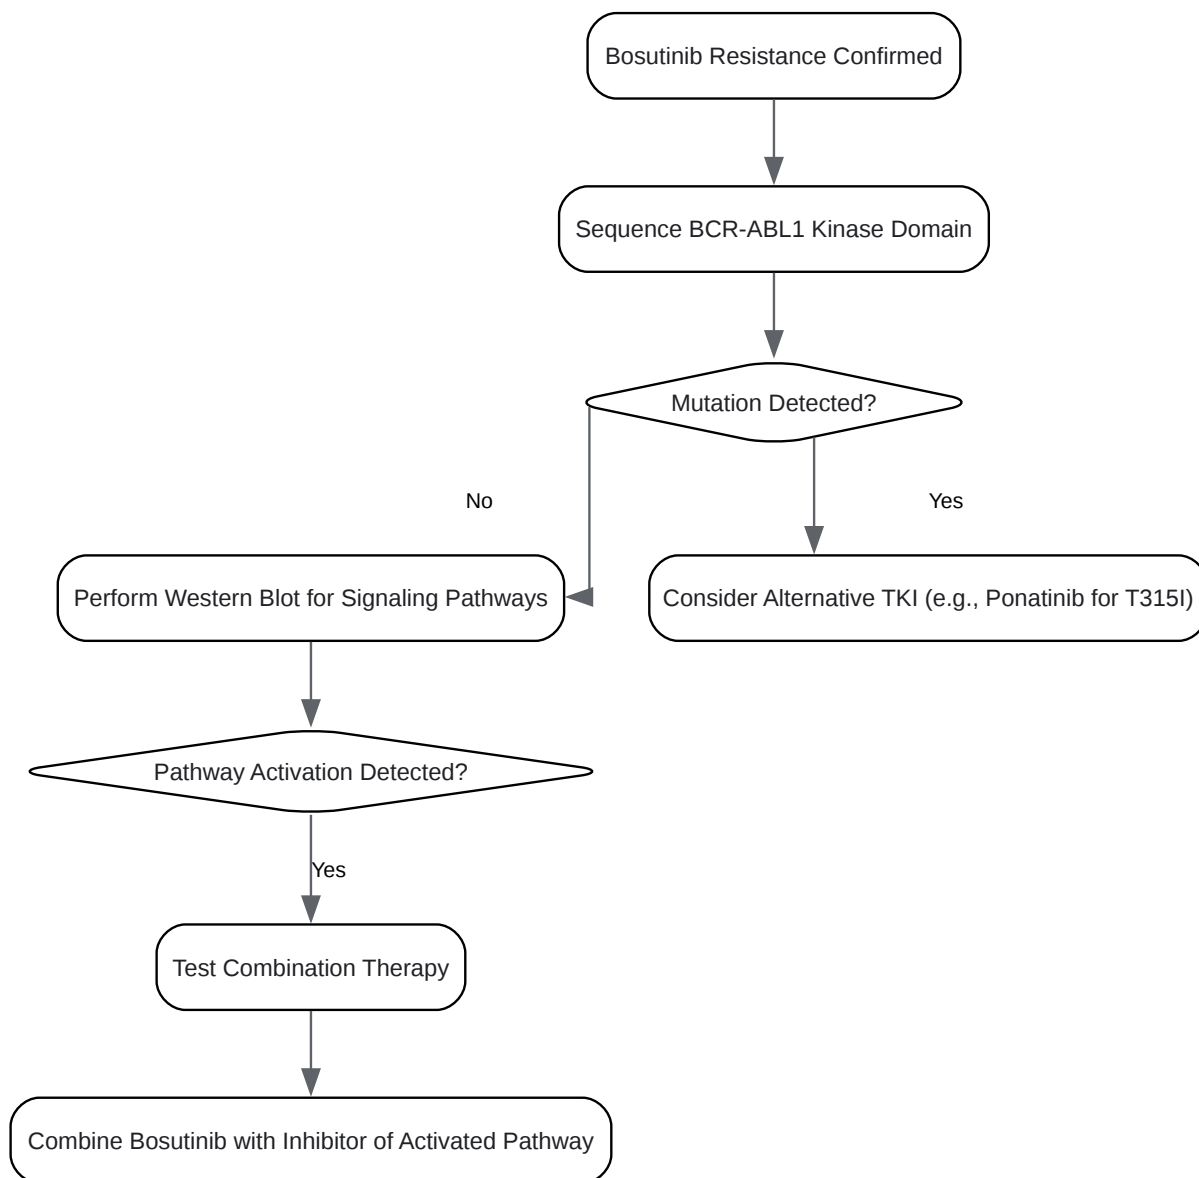 Bosutinib Resistance Confirmed
Sequence BCR-ABL1 Kinase Domain
Mutation Detected?
No
Yes
Perform Western Blot for Signaling Pathways
Consider Alternative TKI (e.g., Ponatinib for T315I)
Pathway Activation Detected?
Yes
Test Combination Therapy
Combine Bosutinib with Inhibitor of Activated Pathway